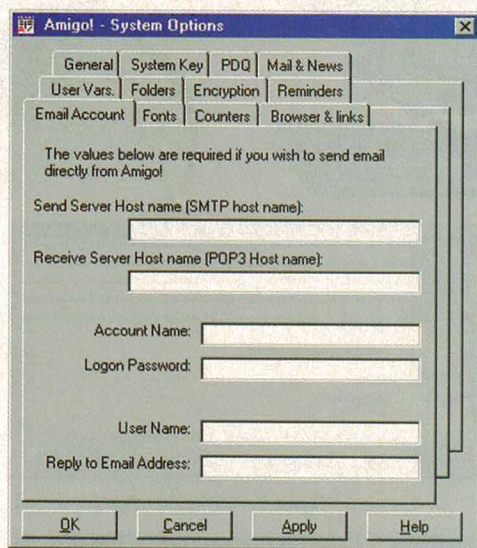 Amigo! - System Options
General System Key PDQ Mail & News
User Vars. Folders Encryption Reminders
Email Account Fonts Counters Browser & links
The values below are required if you wish to send email
directly from Amigo!
Send Server Host name (SMTP host name):
Receive Server Host name (POP3 Host name):
Account Name:
Logon Password:
User Name:
Reply to Email Address:
OK Cancel Apply Help